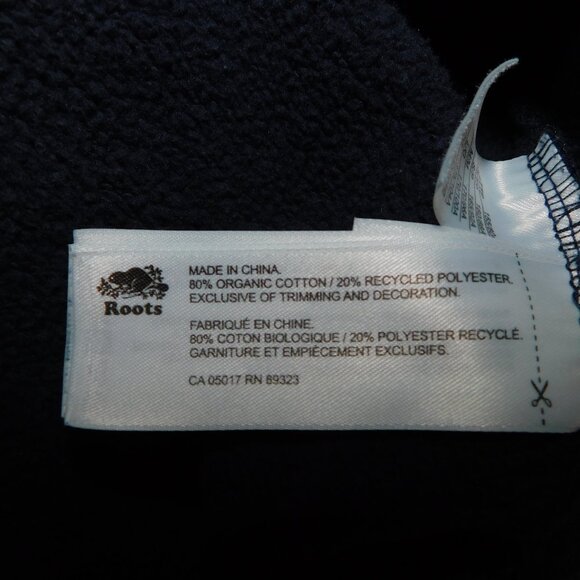 Roots
MADE IN CHINA.
80% ORGANIC COTTON / 20% RECYCLED POLYESTER.
EXCLUSIVE OF TRIMMING AND DECORATION.
FABRIQUÉ EN CHINE.
80% COTON BIOLOGIQUE / 20% POLYESTER RECYCLÉ.
GARNITURE ET EMPIÈCEMENT EXCLUSIFS.
CA 05017 RN 89323